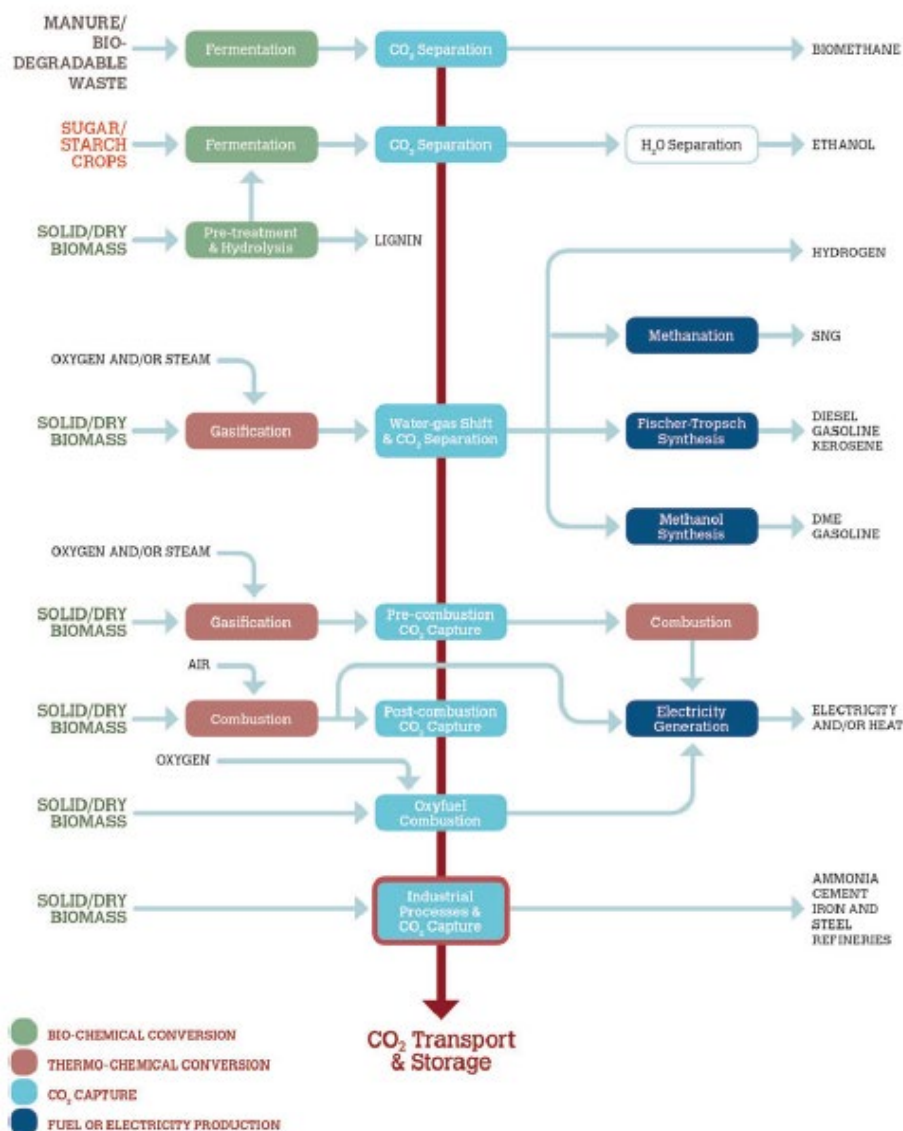 MANURE/
BIO-
DEGRADABLE
WASTE
Fermentation
CO₂ Separation
BIOMETHANE
SUGAR/
STARCH
CROPS
Fermentation
CO₂ Separation
H₂O Separation
ETHANOL
SOLID/DRY
BIOMASS
Pre-treatment
& Hydrolysis
LIGNIN
HYDROGEN
Methanation
SNG
OXYGEN AND/OR STEAM
SOLID/DRY
BIOMASS
Gasification
Water-gas Shift
& CO₂ Separation
Fischer-Tropsch
Synthesis
DIESEL
GASOLINE
KEROSENE
Methanol
Synthesis
DME
GASOLINE
OXYGEN AND/OR STEAM
SOLID/DRY
BIOMASS
Gasification
Pre-combustion
CO₂ Capture
Combustion
AIR
SOLID/DRY
BIOMASS
Combustion
Post-combustion
CO₂ Capture
Electricity
Generation
ELECTRICITY
AND/OR HEAT
OXYGEN
SOLID/DRY
BIOMASS
Oxyfuel
Combustion
SOLID/DRY
BIOMASS
Industrial
Processes &
CO₂ Capture
AMMONIA
CEMENT
IRON AND
STEEL
REFINERIES
CO₂ Transport
& Storage
BIO-CHEMICAL CONVERSION
THERMO-CHEMICAL CONVERSION
CO₂ CAPTURE
FUEL OR ELECTRICITY PRODUCTION